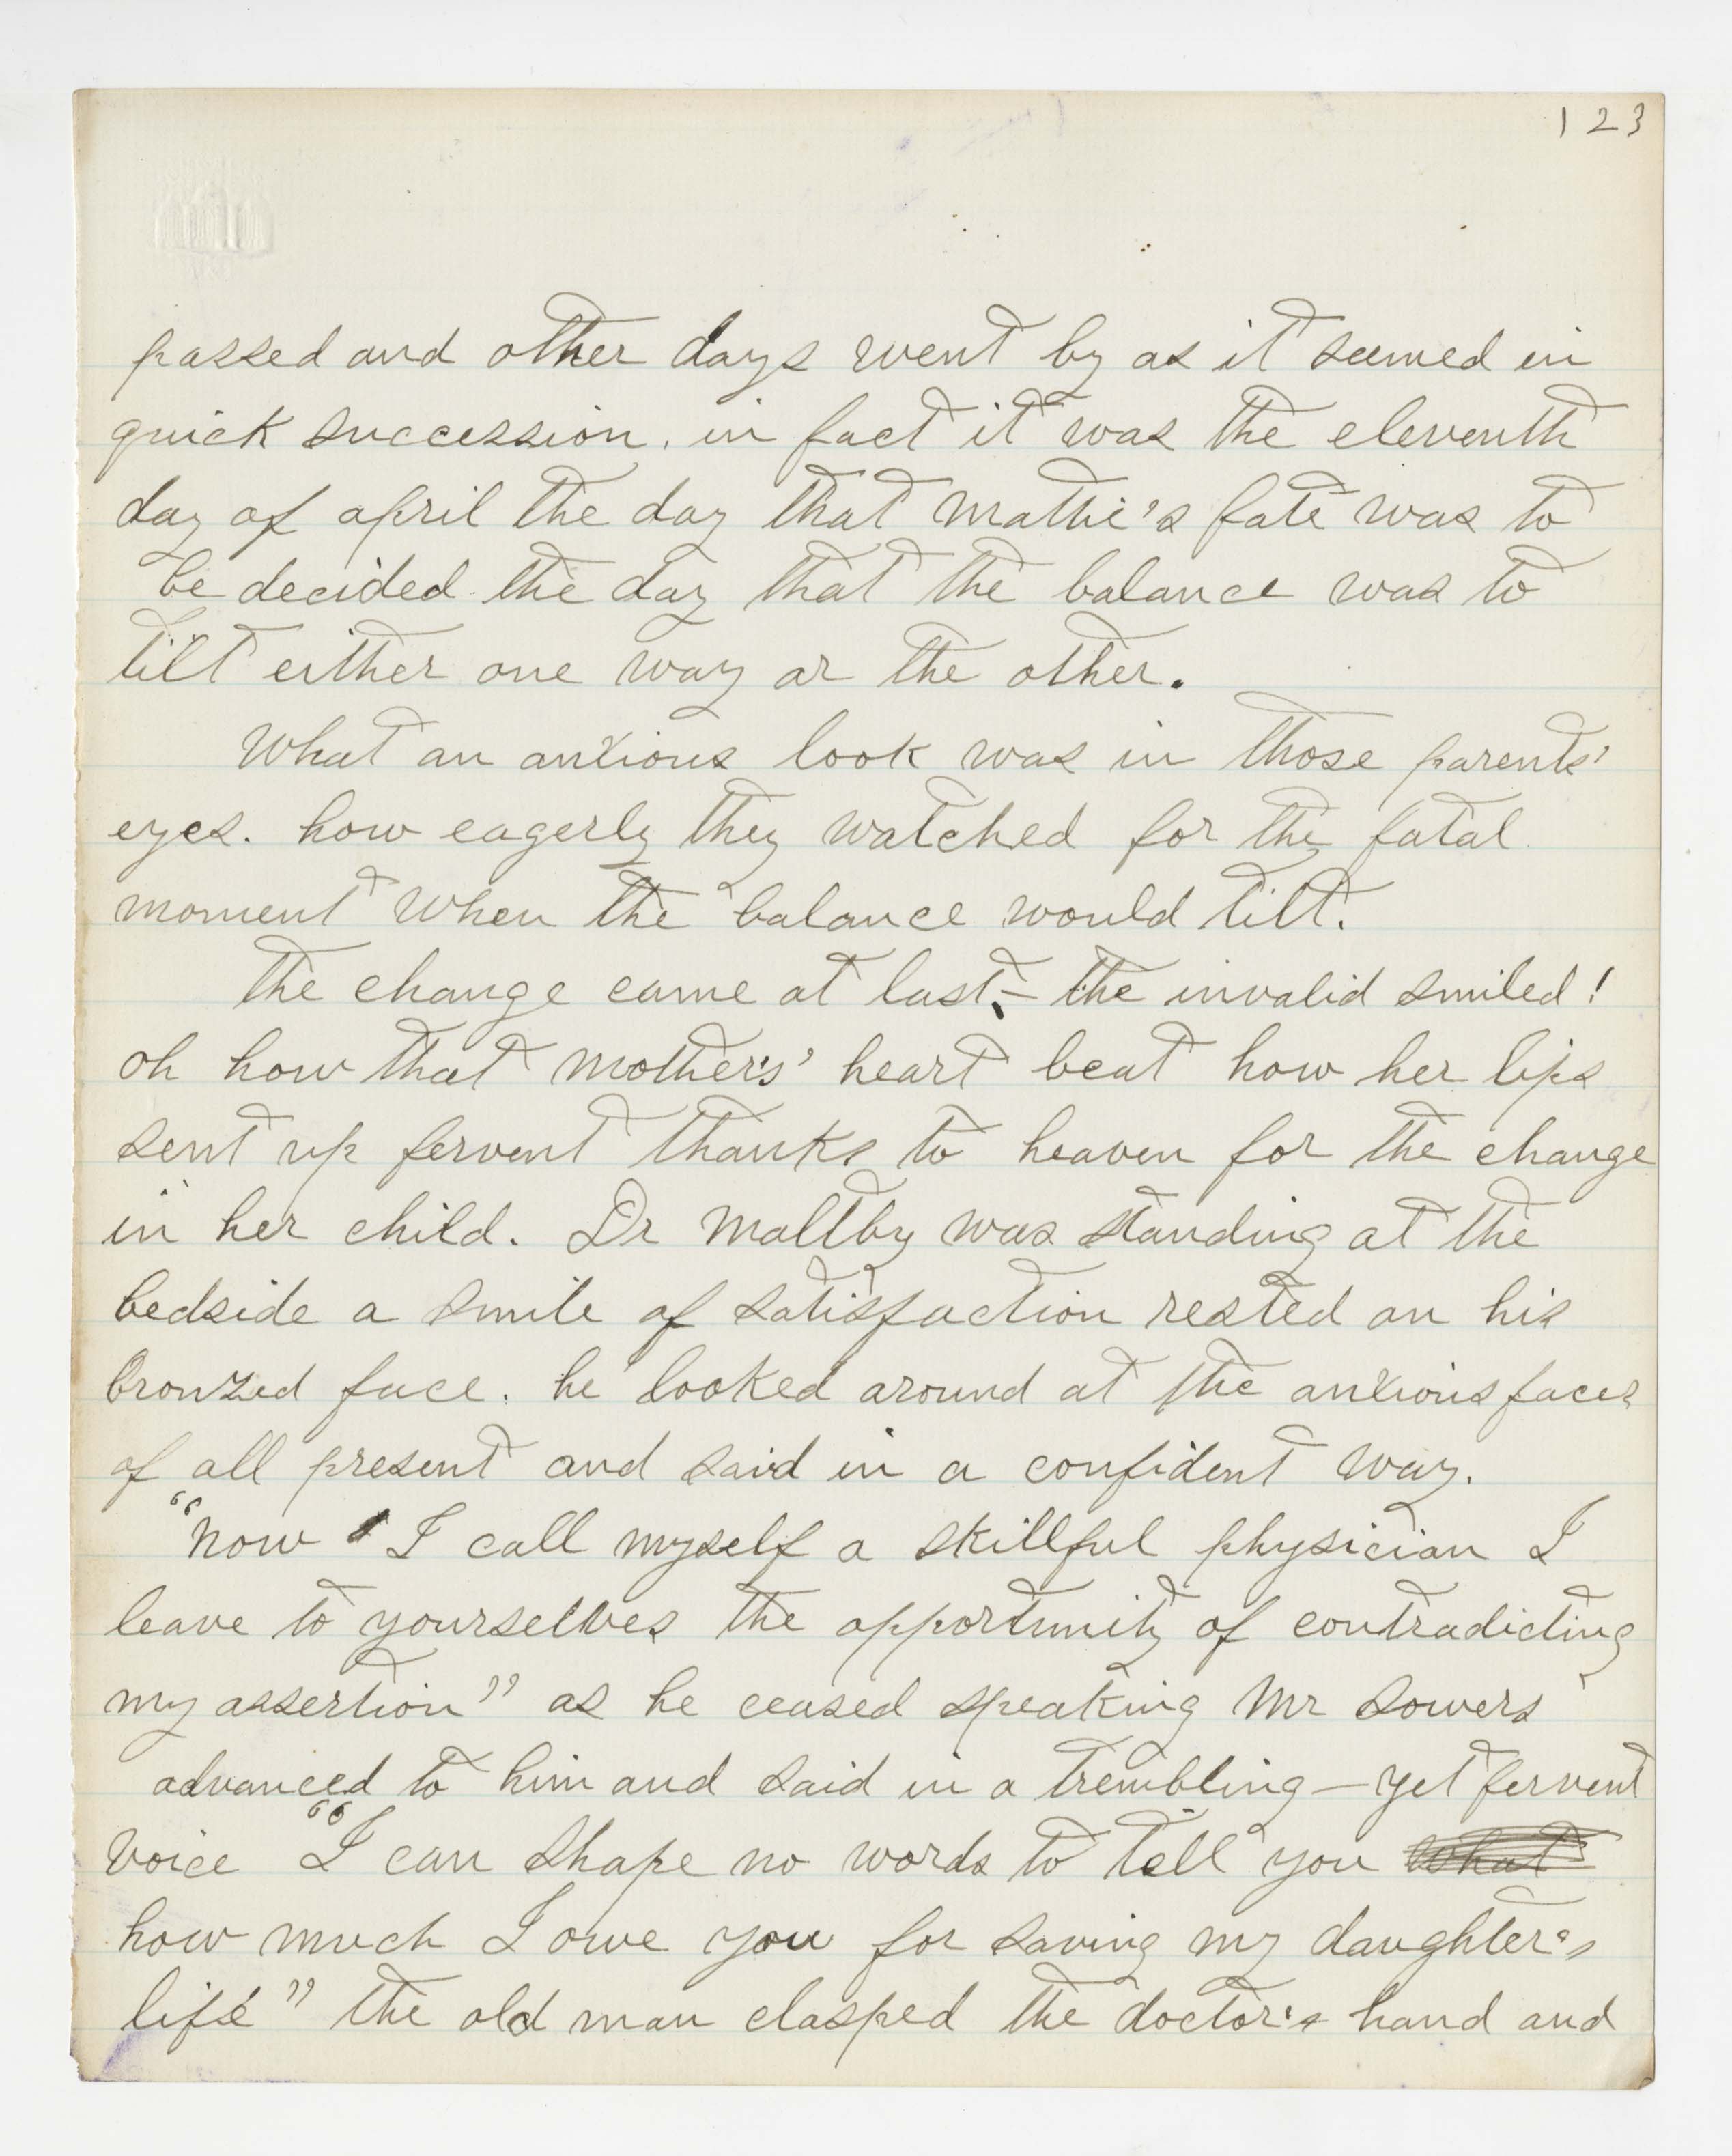 123
passed and other days went by as it seemed in
quick succession. in fact it was the eleventh
day of april the day that Mattie's fate was to
be decided the day that the balance was to
tilt either one way or the other.
What an anxious look was in those parents'
eyes. how eagerly they watched for the fatal
moment when the balance would tilt.
the change came at last,- the invalid smiled!
oh how that mother's' heart beat how her lips
sent up fervent thanks to heaven for the change
in her child. Dr Maltby was standing at the
bedside a smile of satisfaction rested on his
bronzed face. he looked around at the anxious faces
of all present and said in a confident way.
"Now I call myself a skillful physician I
leave to yourselves the opportunity of contradicting
my assertion" as he ceased speaking Mr Sowers
advanced to him and said in a trembling - yet fervent
voice "I can shape no words to tell you what
how much I owe you for saving my daughter's
life" the old man clasped the doctor's hand and